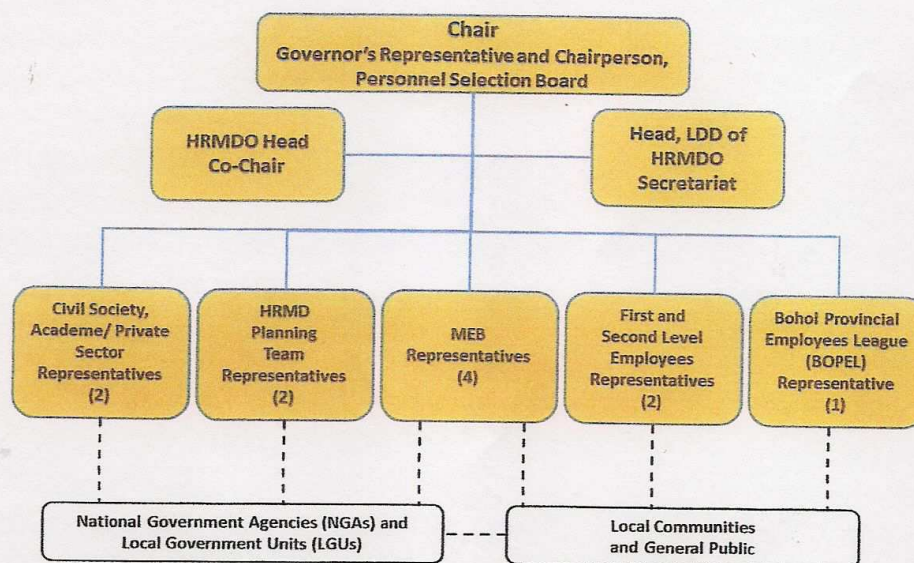 Chair
Governor's Representative and Chairperson,
Personnel Selection Board
HRMDO Head
Co-Chair
Head, LDD of
HRMDO
Secretariat
Civil Society,
Academe/ Private
Sector
Representatives
(2)
HRMD
Planning
Team
Representatives
(2)
MEB
Representatives
(4)
First and
Second Level
Employees
Representatives
(2)
Bohol Provincial
Employees League
(BOPEL)
Representative
(1)
National Government Agencies (NGAs) and
Local Government Units (LGUs)
Local Communities
and General Public